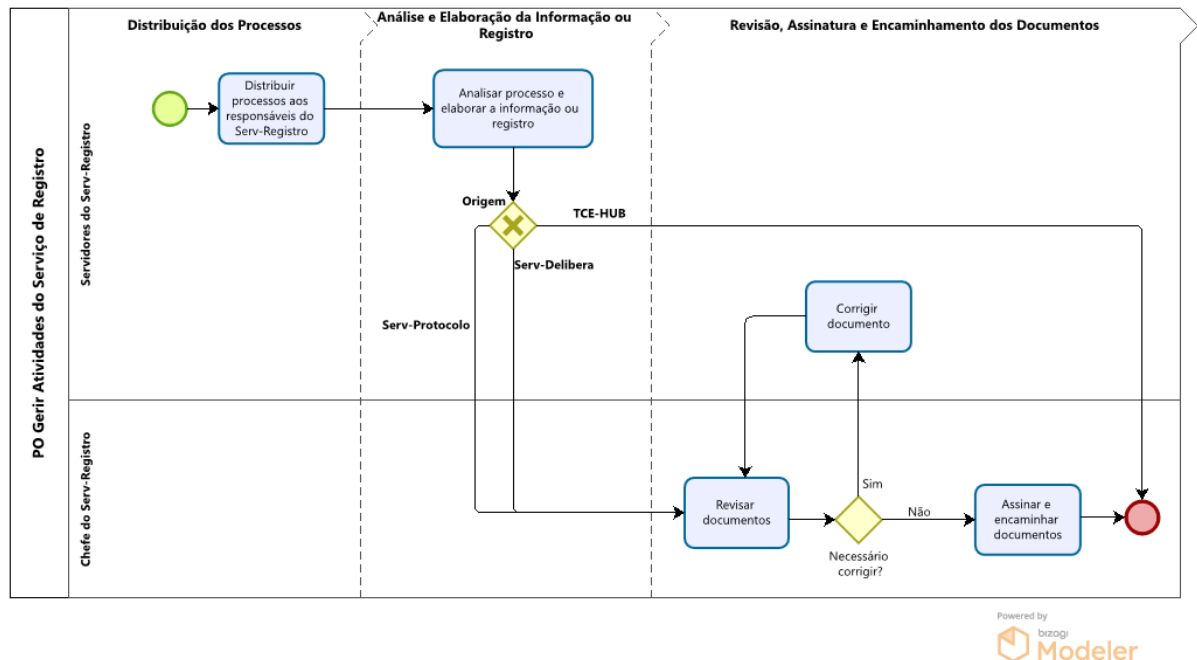 PO Gerir Atividades do Serviço de Registro
Distribuição dos Processos
Análise e Elaboração da Informação ou
Registro
Revisão, Assinatura e Encaminhamento dos Documentos
Servidores do Serv-Registro
Distribuir
processos aos
responsáveis do
Serv-Registro
Analisar processo e
elaborar a informação ou
registro
Origem
TCE-HUB
Serv-Delibera
Serv-Protocolo
Corrigir
documento
Chefe do Serv-Registro
Revisar
documentos
Sim
Não
Necessário
corrigir?
Assinar e
encaminhar
documentos
Powered by
bizagi
Modeler